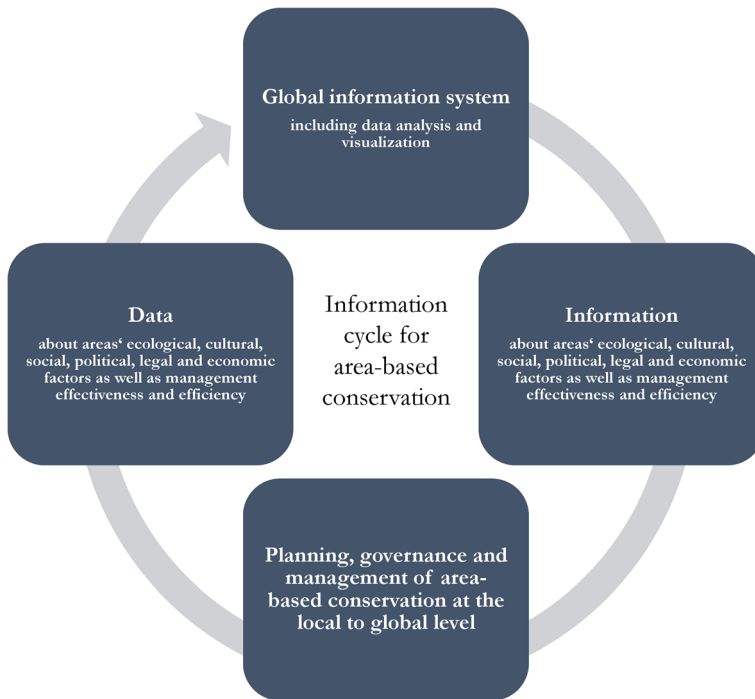 Global information system
including data analysis and
visualization
Data
about areas‘ ecological, cultural,
social, political, legal and economic
factors as well as management
effectiveness and efficiency
Information
cycle for
area-based
conservation
Information
about areas‘ ecological, cultural,
social, political, legal and economic
factors as well as management
effectiveness and efficiency
Planning, governance and
management of area-
based conservation at the
local to global level